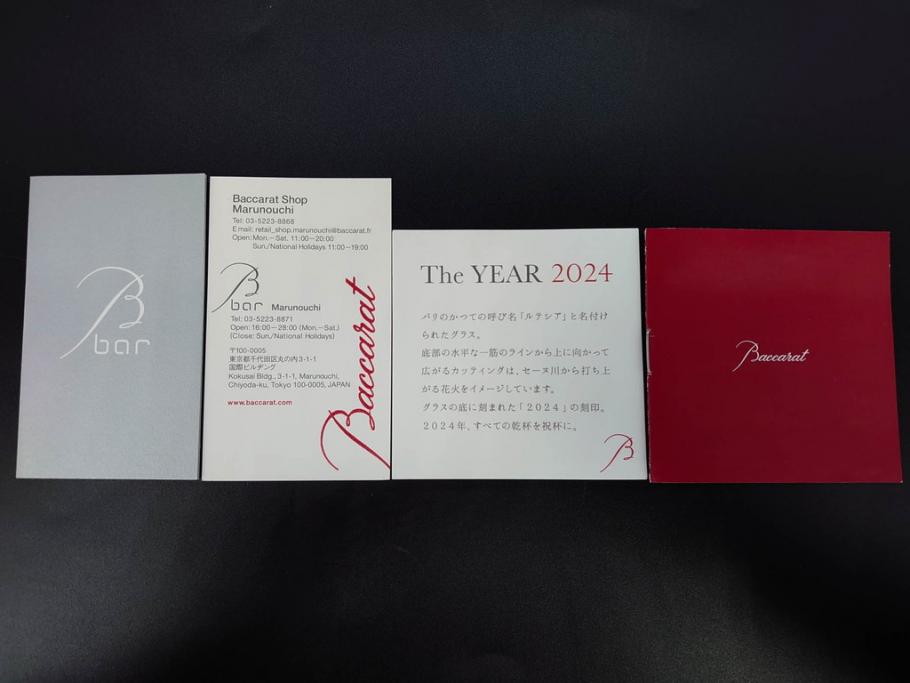 B
bar
Baccarat Shop
Marunouchi
Tel: 03-5223-8868
E mail: retail_shop.marunouchi@baccarat.fr
Open: Mon.－Sat. 11:00－20:00
Sun./National Holidays 11:00－19:00
B
bar Marunouchi
Tel: 03-5223-8871
Open: 16:00－28:00 (Mon.－Sat.)
(Close: Sun./National Holidays)
〒100-0005
東京都千代田区丸の内3-1-1
国際ビルヂング
Kokusai Bldg., 3-1-1, Marunouchi,
Chiyoda-ku, Tokyo 100-0005, JAPAN
www.baccarat.com
Baccarat
The YEAR 2024
パリのかつての呼び名「ルテシア」と名付け
られたグラス。
底部の水平な一筋のラインから上に向かって
広がるカッティングは、セーヌ川から打ち上
がる花火をイメージしています。
グラスの底に刻まれた「２０２４」の刻印。
２０２４年、すべての乾杯を祝杯に。
B
Baccarat